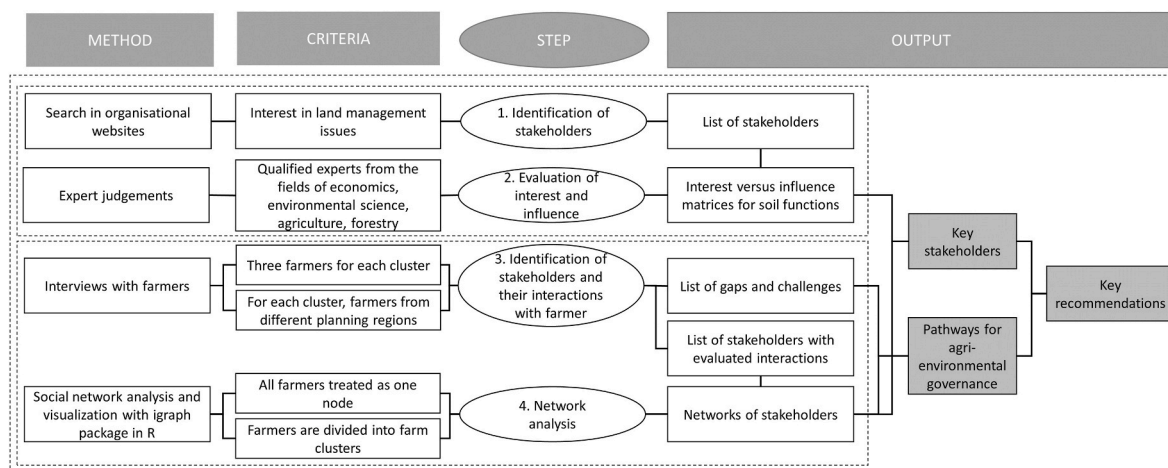 METHOD
CRITERIA
STEP
OUTPUT
Search in organisational
websites
Interest in land management
issues
1. Identification of
stakeholders
List of stakeholders
Expert judgements
Qualified experts from the
fields of economics,
environmental science,
agriculture, forestry
2. Evaluation of
interest and
influence
Interest versus influence
matrices for soil functions
Key
stakeholders
Key
recommendations
Interviews with farmers
Three farmers for each cluster
For each cluster, farmers from
different planning regions
3. Identification of
stakeholders and
their interactions
with farmer
List of gaps and challenges
List of stakeholders with
evaluated interactions
Pathways for
agri-
environmental
governance
Social network analysis and
visualization with igraph
package in R
All farmers treated as one
node
Farmers are divided into farm
clusters
4. Network
analysis
Networks of stakeholders